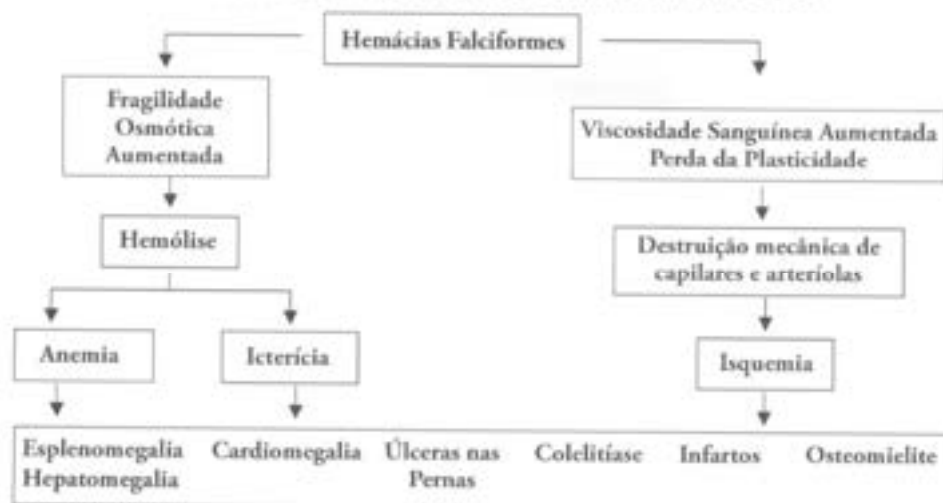 Hemácias Falciformes
Fragilidade
Osmótica
Aumentada
Viscosidade Sanguínea Aumentada
Perda da Plasticidade
Hemólise
Destruição mecânica de
capilares e arteríolas
Anemia
Icterícia
Isquemia
Esplenomegalia
Hepatomegalia
Cardiomegalia
Úlceras nas
Pernas
Colelitíase
Infartos
Osteomielite